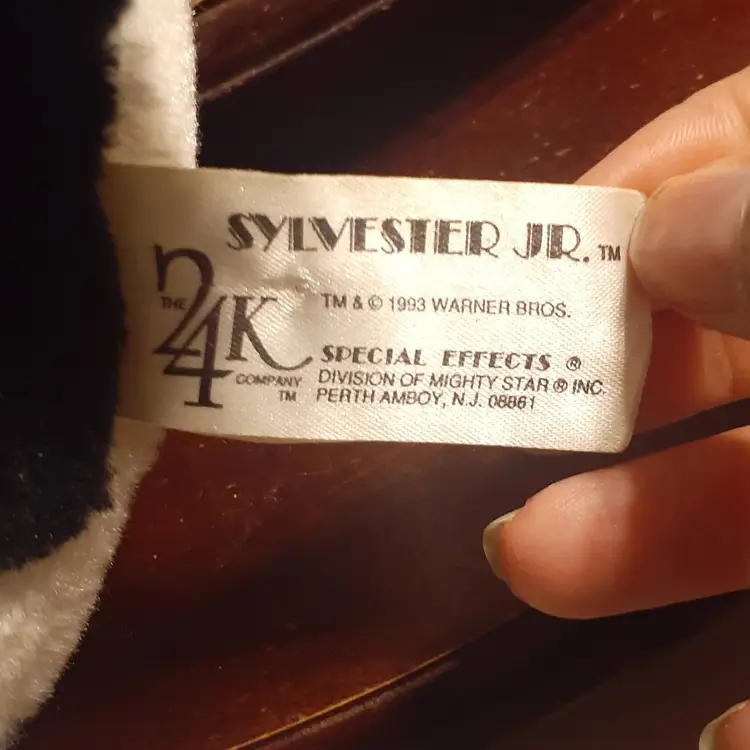 SYLVESTER JR.™
THE
24K
COMPANY
TM
TM & © 1993 WARNER BROS.
SPECIAL EFFECTS ®
DIVISION OF MIGHTY STAR ® INC.
PERTH AMBOY, N.J. 08861